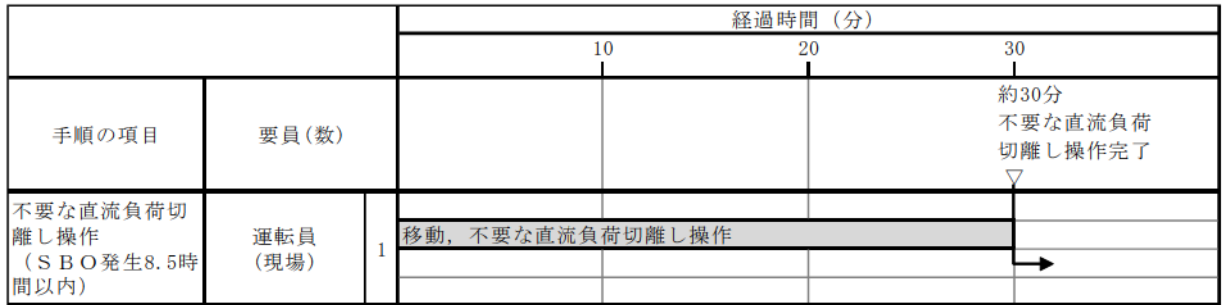 経過時間（分）
10
20
30
手順の項目
要員(数)
約30分
不要な直流負荷
切離し操作完了
▽
不要な直流負荷切
離し操作
（ＳＢＯ発生8.5時
間以内）
運転員
(現場)
1
移動，不要な直流負荷切離し操作